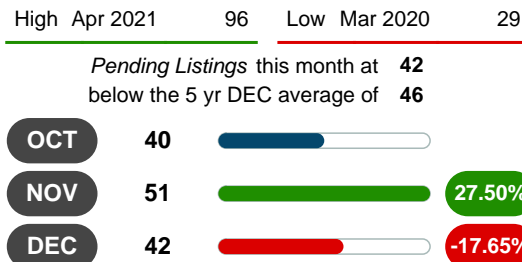 High Apr 2021 96 Low Mar 2020 29
Pending Listings this month at 42
below the 5 yr DEC average of 46
OCT 40
NOV 51 27.50%
DEC 42 -17.65%